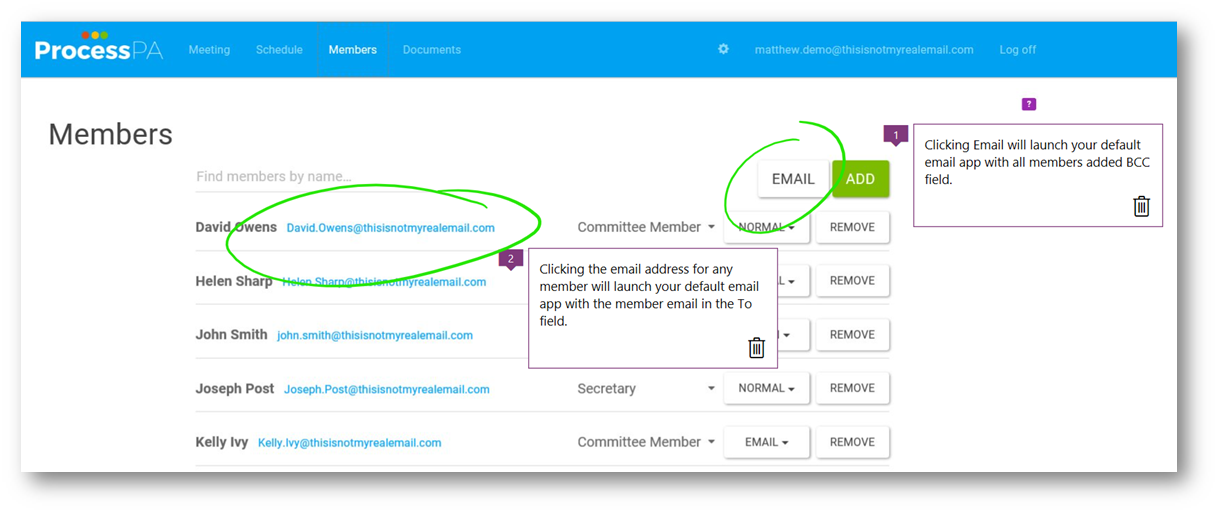 ProcessPA Meeting Schedule Members Documents matthew.demo@thisisnotmyrealemail.com Log off
?
Members
1
Clicking Email will launch your default
email app with all members added BCC
field.
Find members by name...
EMAIL ADD
David Owens David.Owens@thisisnotmyrealemail.com Committee Member NORMAL REMOVE
2
Clicking the email address for any
member will launch your default email
app with the member email in the To
field.
Helen Sharp Helen.Sharp@thisisnotmyrealemail.com REMOVE
John Smith john.smith@thisisnotmyrealemail.com REMOVE
Joseph Post Joseph.Post@thisisnotmyrealemail.com Secretary NORMAL REMOVE
Kelly Ivy Kelly.Ivy@thisisnotmyrealemail.com Committee Member EMAIL REMOVE